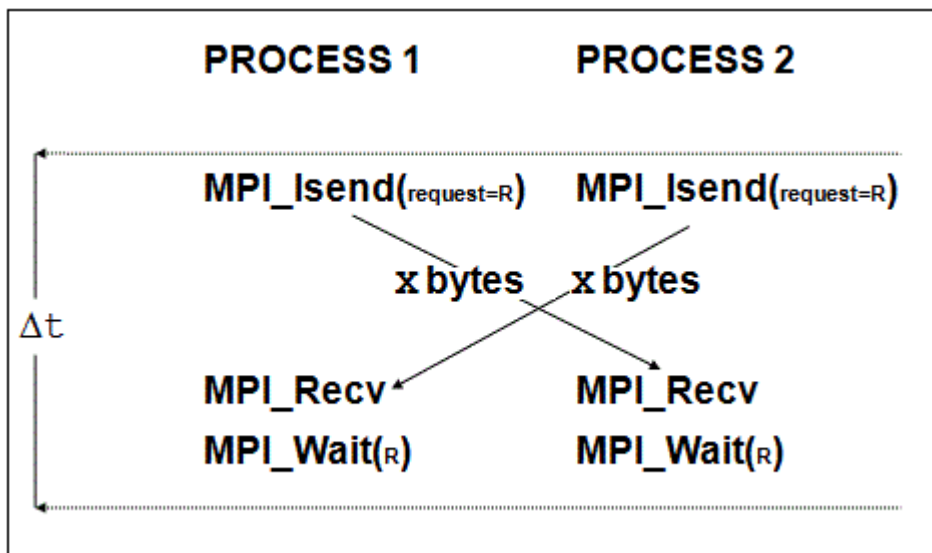 PROCESS 1 PROCESS 2
MPI_Isend(request=R) MPI_Isend(request=R)
x bytes x bytes
Δt
MPI_Recv MPI_Recv
MPI_Wait(R) MPI_Wait(R)